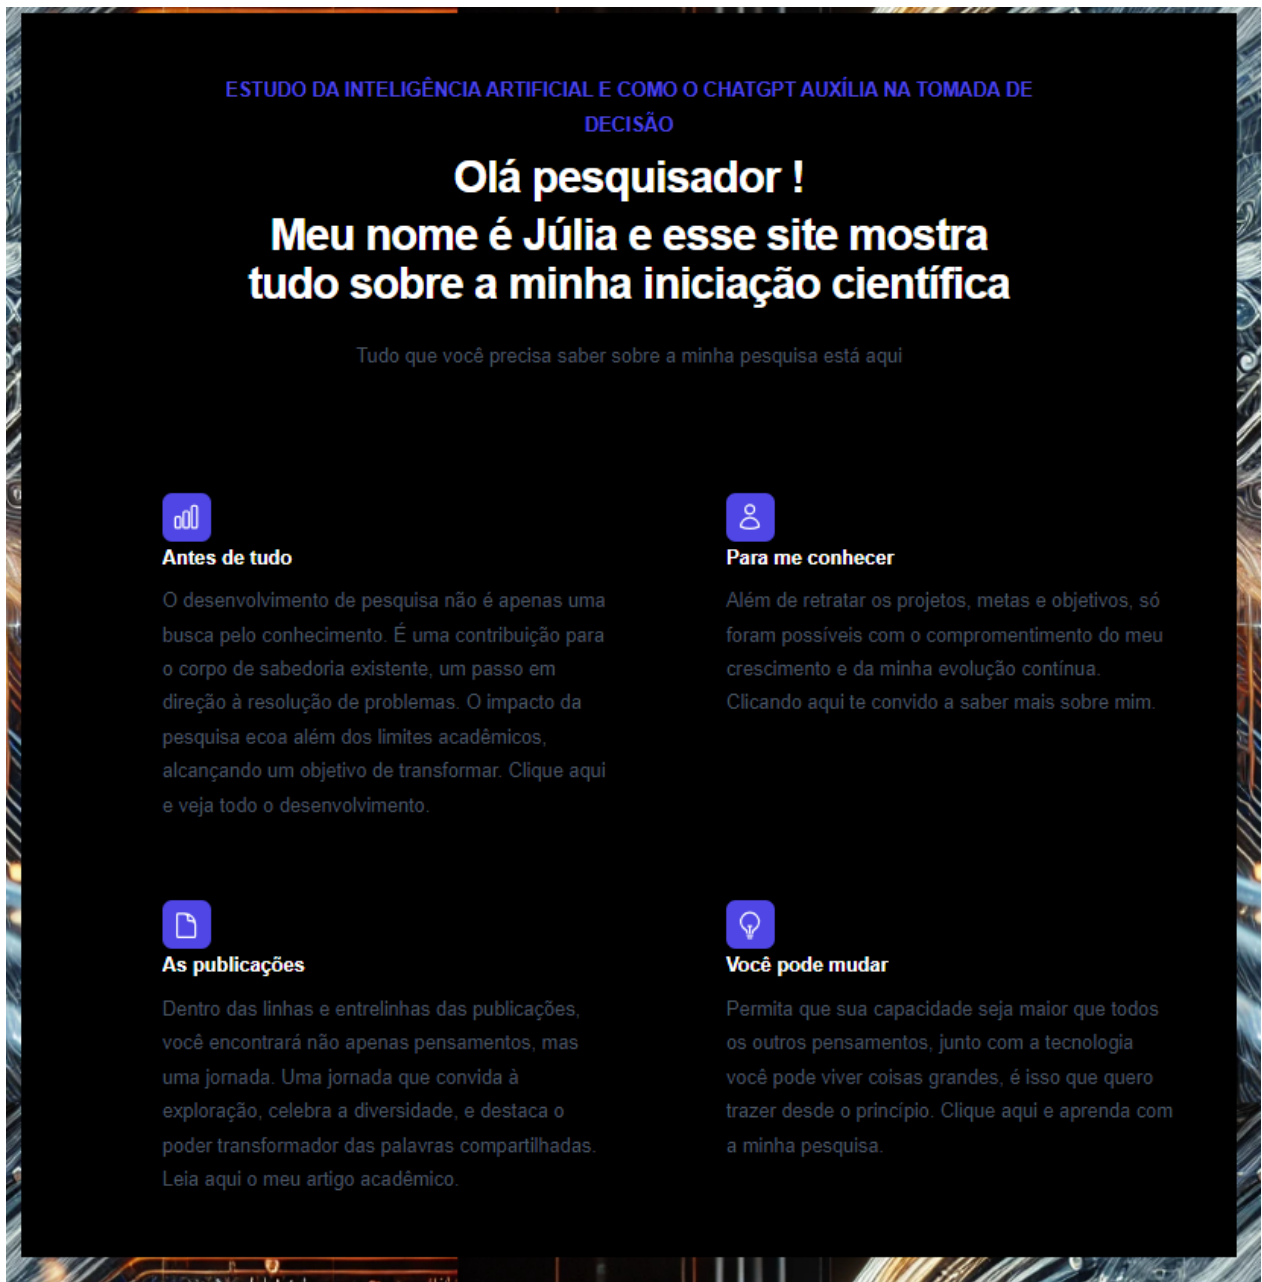 ESTUDO DA INTELIGÊNCIA ARTIFICIAL E COMO O CHATGPT AUXÍLIA NA TOMADA DE
DECISÃO
Olá pesquisador !
Meu nome é Júlia e esse site mostra
tudo sobre a minha iniciação científica
Tudo que você precisa saber sobre a minha pesquisa está aqui
Antes de tudo
O desenvolvimento de pesquisa não é apenas uma
busca pelo conhecimento. É uma contribuição para
o corpo de sabedoria existente, um passo em
direção à resolução de problemas. O impacto da
pesquisa ecoa além dos limites acadêmicos,
alcançando um objetivo de transformar. Clique aqui
e veja todo o desenvolvimento.
Para me conhecer
Além de retratar os projetos, metas e objetivos, só
foram possíveis com o compromentimento do meu
crescimento e da minha evolução contínua.
Clicando aqui te convido a saber mais sobre mim.
As publicações
Dentro das linhas e entrelinhas das publicações,
você encontrará não apenas pensamentos, mas
uma jornada. Uma jornada que convida à
exploração, celebra a diversidade, e destaca o
poder transformador das palavras compartilhadas.
Leia aqui o meu artigo acadêmico.
Você pode mudar
Permita que sua capacidade seja maior que todos
os outros pensamentos, junto com a tecnologia
você pode viver coisas grandes, é isso que quero
trazer desde o princípio. Clique aqui e aprenda com
a minha pesquisa.